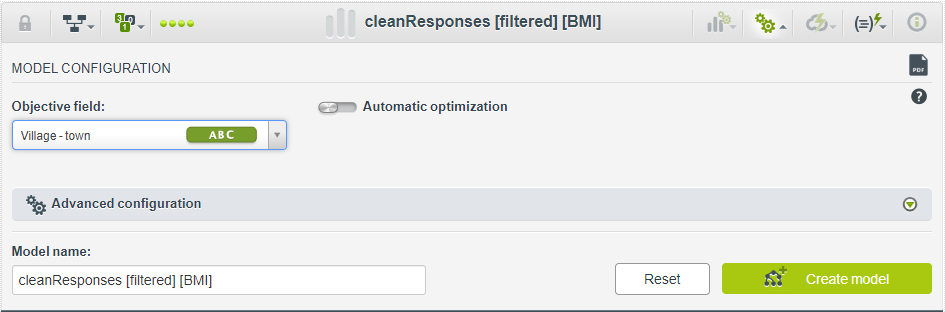 cleanResponses [filtered] [BMI]
MODEL CONFIGURATION
PDF
Objective field:
Automatic optimization
Village - town
ABC
Advanced configuration
Model name:
cleanResponses [filtered] [BMI]
Reset
Create model